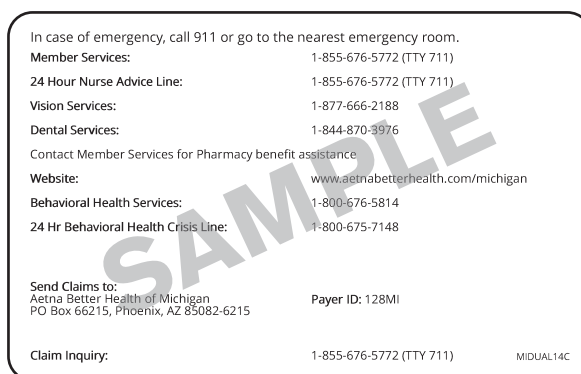 In case of emergency, call 911 or go to the nearest emergency room.
Member Services: 1-855-676-5772 (TTY 711)
24 Hour Nurse Advice Line: 1-855-676-5772 (TTY 711)
Vision Services: 1-877-666-2188
Dental Services: 1-844-870-3976
Contact Member Services for Pharmacy benefit assistance
Website: www.aetnabetterhealth.com/michigan
Behavioral Health Services: 1-800-676-5814
24 Hr Behavioral Health Crisis Line: 1-800-675-7148
SAMPLE
Send Claims to:
Aetna Better Health of Michigan Payer ID: 128MI
PO Box 66215, Phoenix, AZ 85082-6215
Claim Inquiry: 1-855-676-5772 (TTY 711) MIDUAL14C